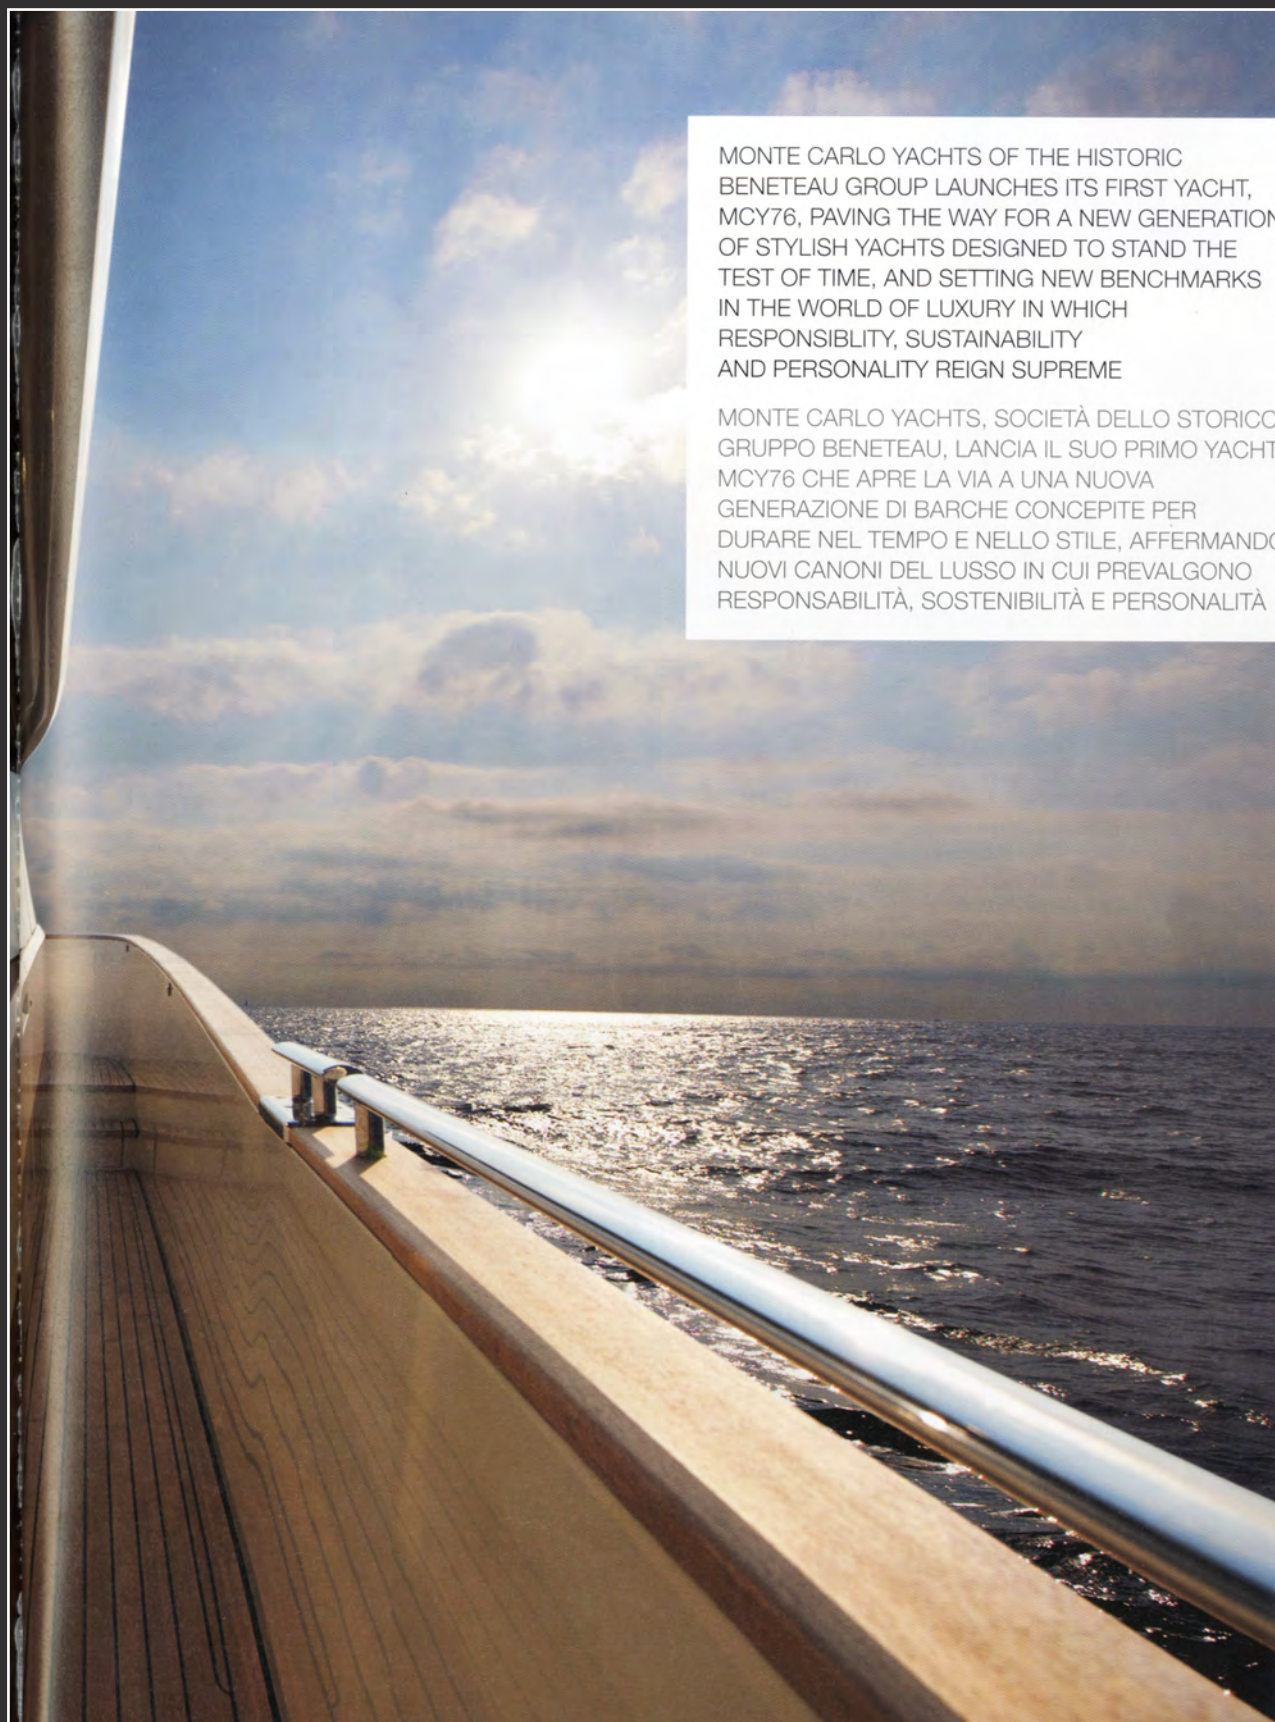 MONTE CARLO YACHTS OF THE HISTORIC
BENETEAU GROUP LAUNCHES ITS FIRST YACHT,
MCY76, PAVING THE WAY FOR A NEW GENERATION
OF STYLISH YACHTS DESIGNED TO STAND THE
TEST OF TIME, AND SETTING NEW BENCHMARKS
IN THE WORLD OF LUXURY IN WHICH
RESPONSIBLITY, SUSTAINABILITY
AND PERSONALITY REIGN SUPREME
MONTE CARLO YACHTS, SOCIETÀ DELLO STORICO
GRUPPO BENETEAU, LANCIA IL SUO PRIMO YACHT
MCY76 CHE APRE LA VIA A UNA NUOVA
GENERAZIONE DI BARCHE CONCEPITE PER
DURARE NEL TEMPO E NELLO STILE, AFFERMANDO
NUOVI CANONI DEL LUSSO IN CUI PREVALGONO
RESPONSABILITÀ, SOSTENIBILITÀ E PERSONALITÀ